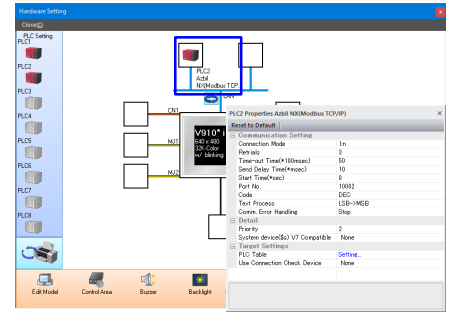 Hardware Setting
Close(C)
PLC Setting
PLC1
PLC2
PLC3
PLC4
PLC5
PLC6
PLC7
PLC8
PLC2
Azbil
NX(Modbus TCP
LAN
CN1
MJ1
MJ2
V910*i
640 x 480
32K-Color
w/ blinking
PLC2 Properties Azbil NX(Modbus TCP/IP)
Reset to Default
Communication Setting
Connection Mode 1:n
Retrials 3
Time-out Time(*100msec) 50
Send Delay Time(*msec) 10
Start Time(*sec) 0
Port No. 10002
Code DEC
Text Process LSB->MSB
Comm. Error Handling Stop
Detail
Priority 2
System device($s) V7 Compatible None
Target Settings
PLC Table Setting...
Use Connection Check Device None
Edit Model
Control Area
Buzzer
Backlight